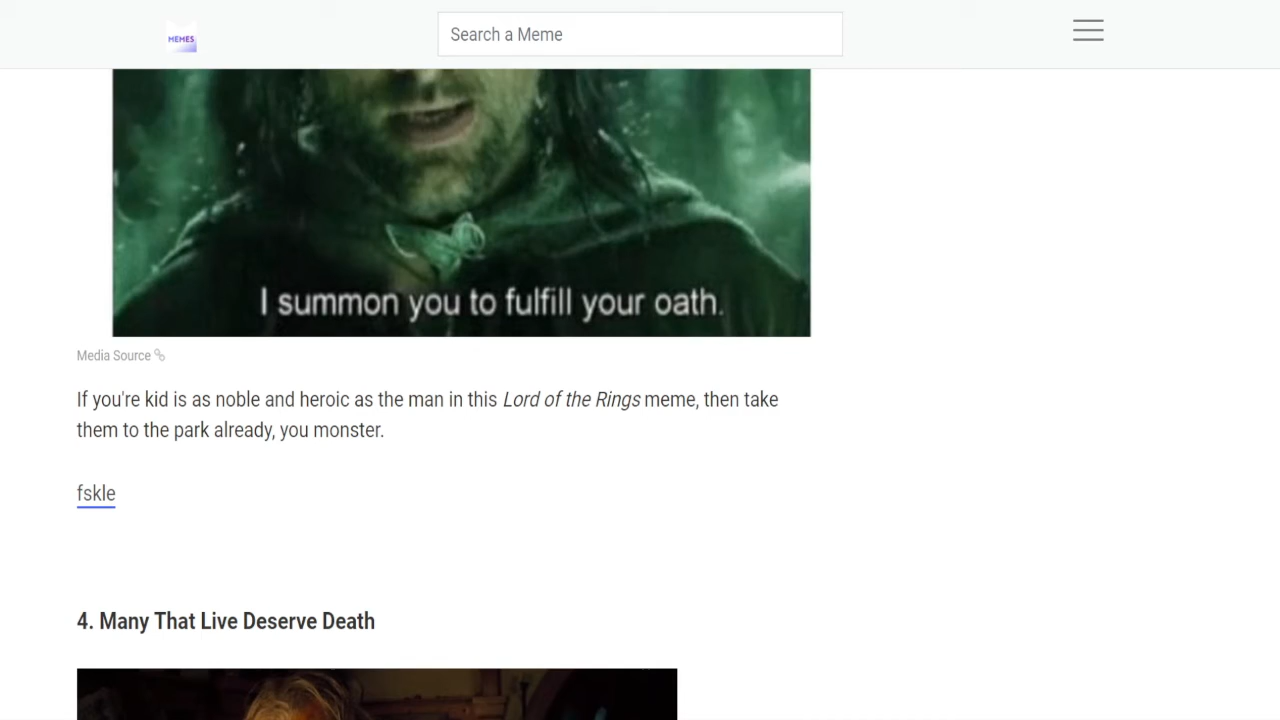 MEMES
Search a Meme
I summon you to fulfill your oath.
Media Source
If you're kid is as noble and heroic as the man in this Lord of the Rings meme, then take
them to the park already, you monster.
fskle
4. Many That Live Deserve Death